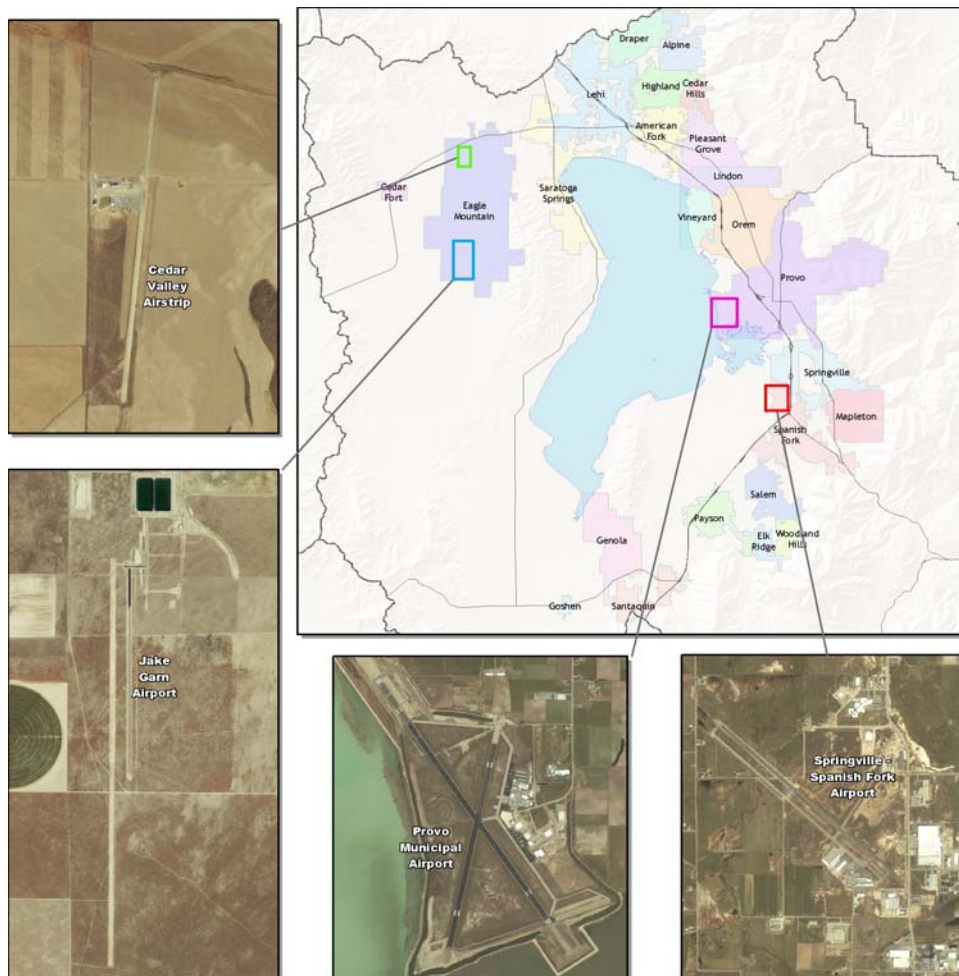 Cedar
Valley
Airstrip
Draper
Alpine
Lehi
Highland
Cedar
Hills
American
Fork
Pleasant
Grove
Lindon
Cedar
Fort
Eagle
Mountain
Saratoga
Springs
Vineyard
Orem
Provo
Springville
Mapleton
Spanish
Fork
Salem
Payson
Elk
Ridge
Woodland
Hills
Genola
Goshen
Santaquin
Jake
Garn
Airport
Provo
Municipal
Airport
Springville -
Spanish Fork
Airport